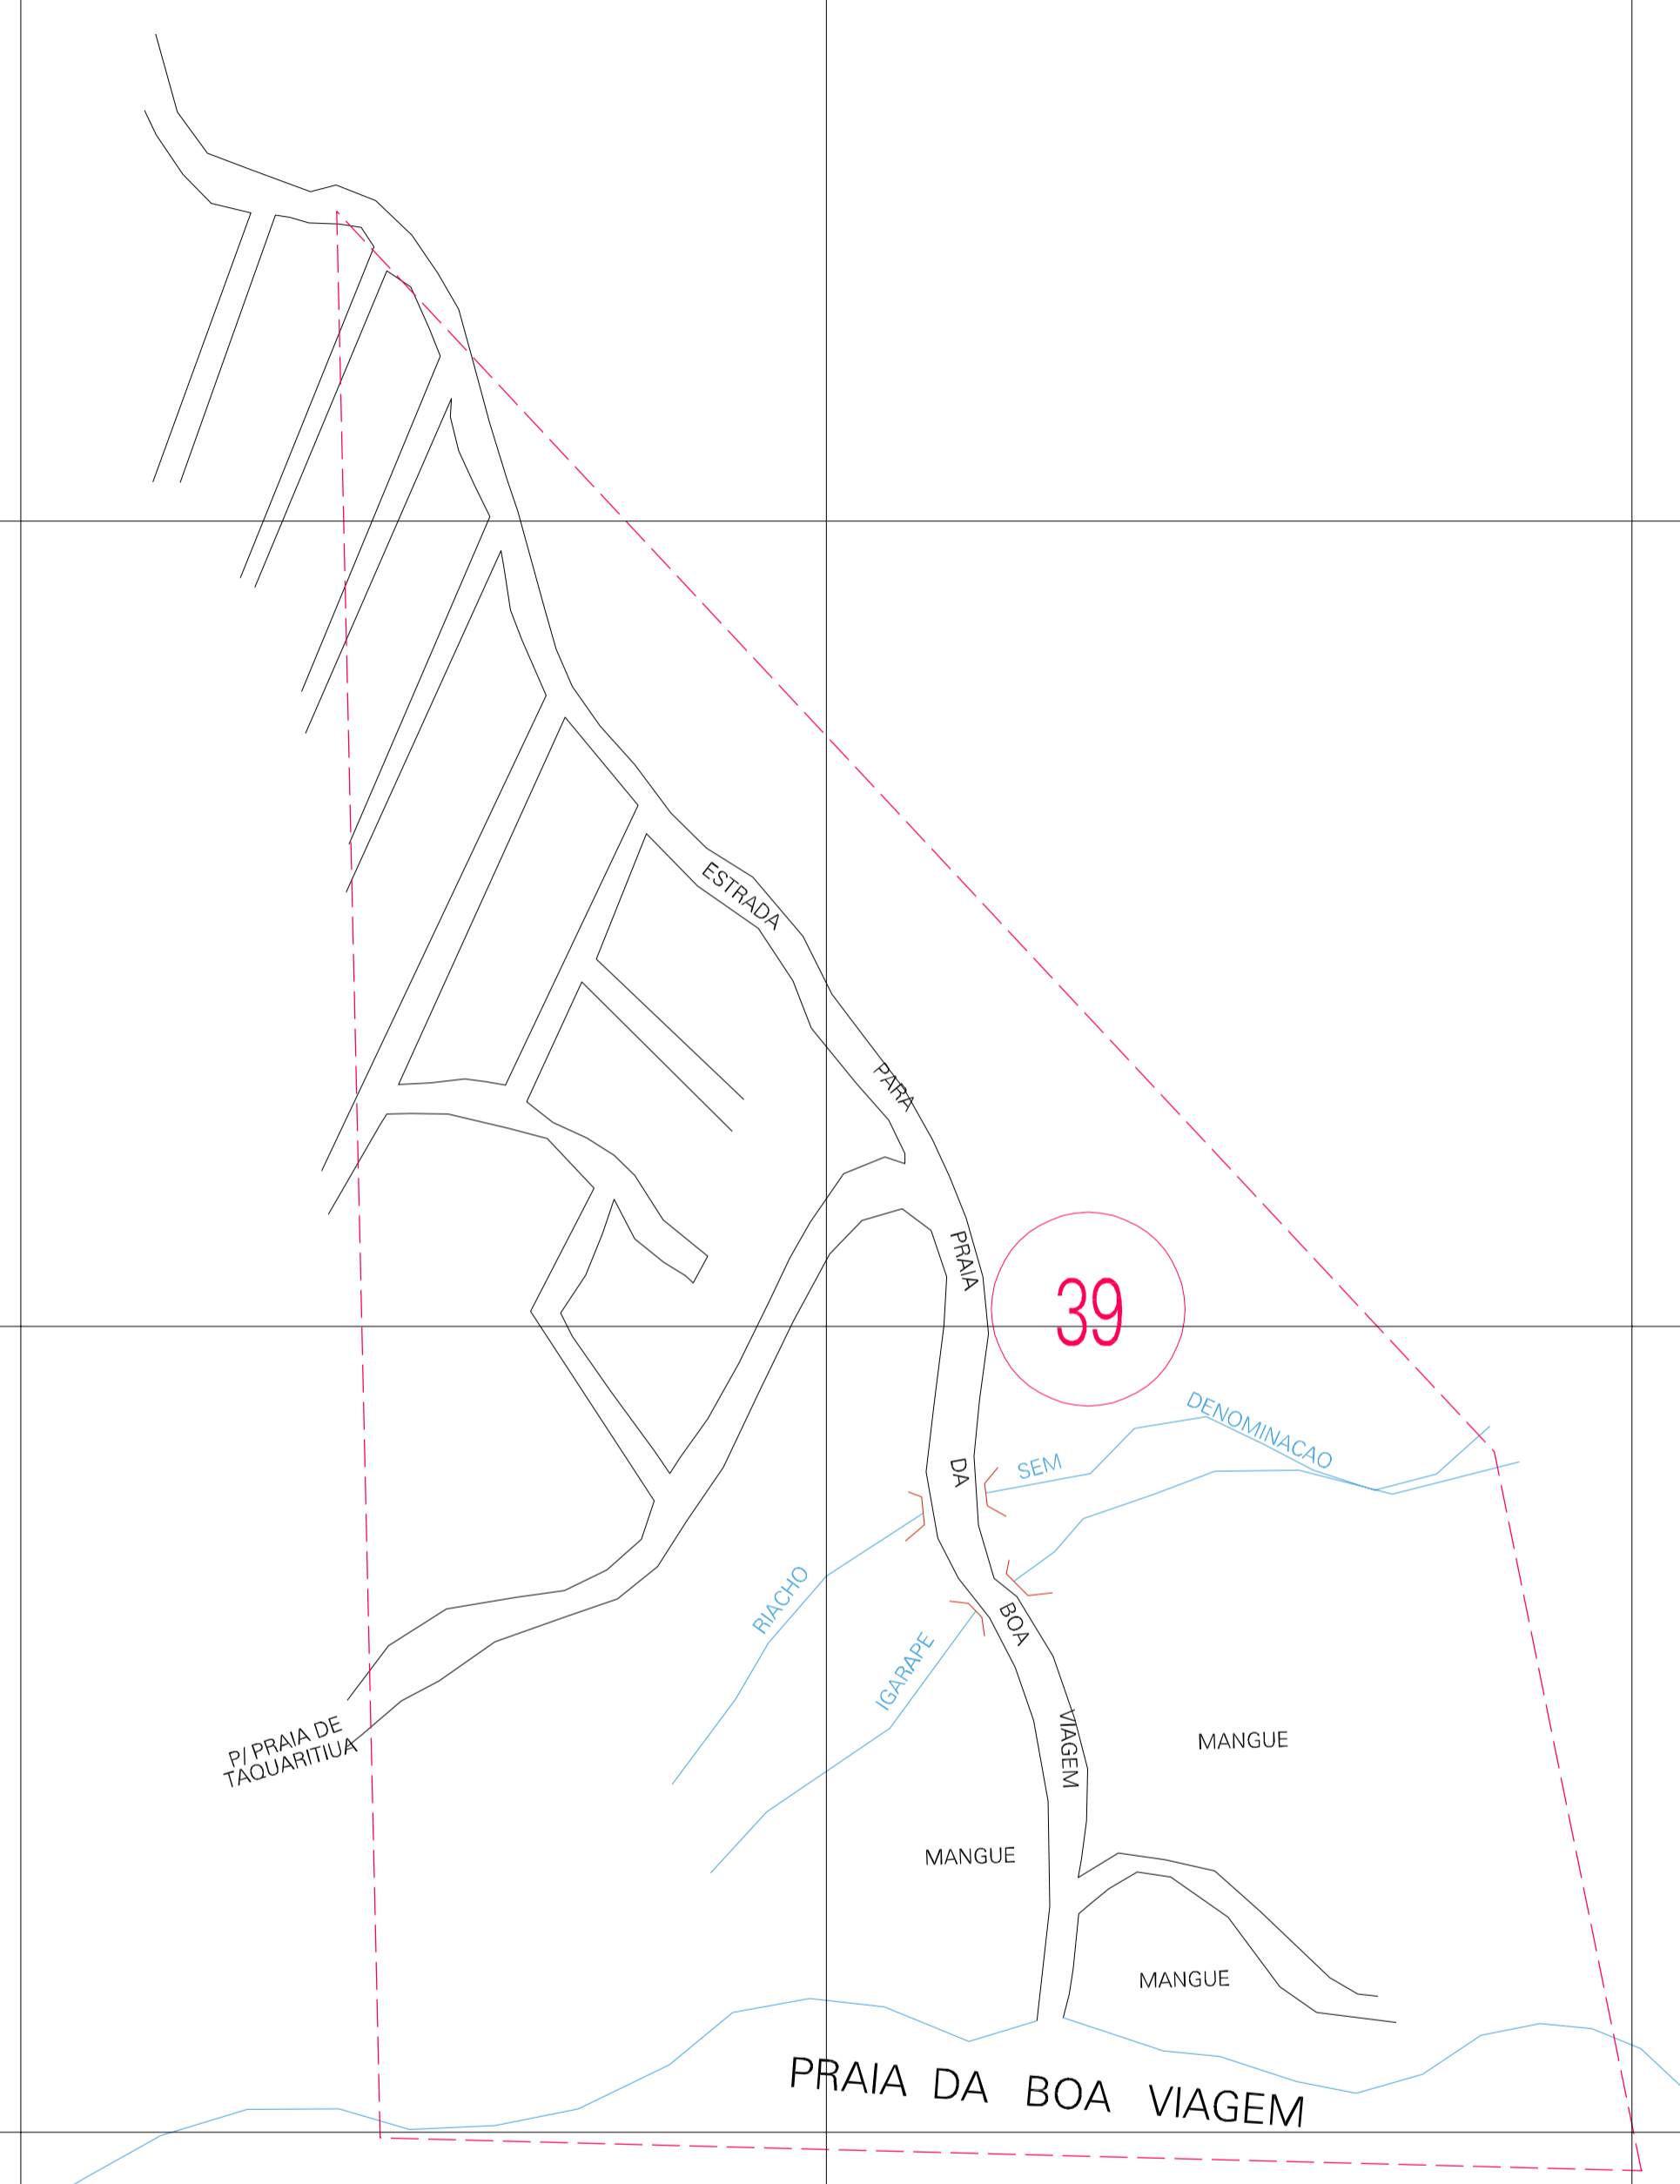 ESTRADA
PARA
PRAIA
39
DENOMINACAO
SEM
DA
RIACHO
BOA
IGARAPE
VIAGEM
P/ PRAIA DE
TAQUARITIUA
MANGUE
MANGUE
MANGUE
PRAIA DA BOA VIAGEM